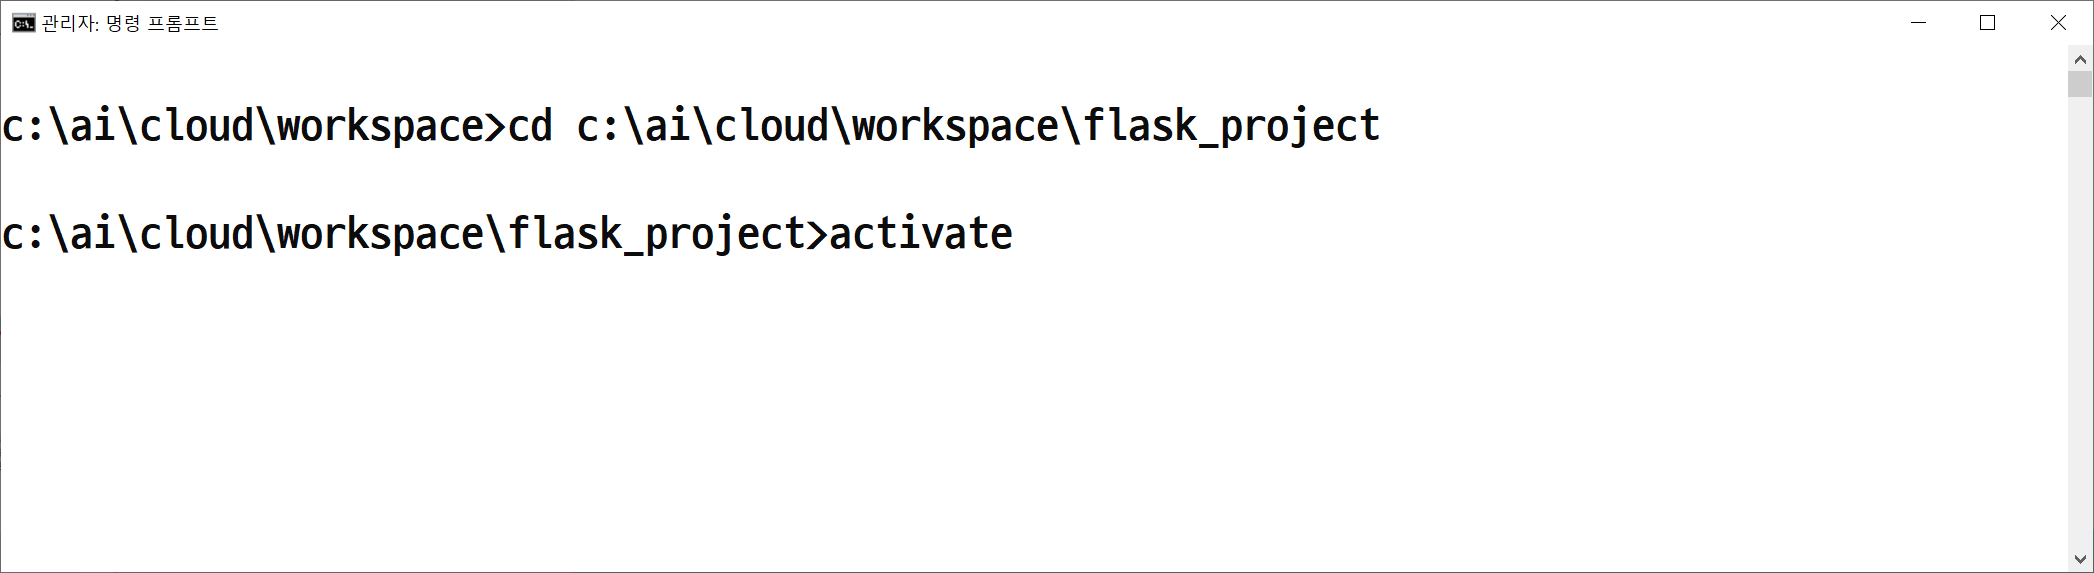 관리자: 명령 프롬프트
c:\ai\cloud\workspace>cd c:\ai\cloud\workspace\flask_project
c:\ai\cloud\workspace\flask_project>activate